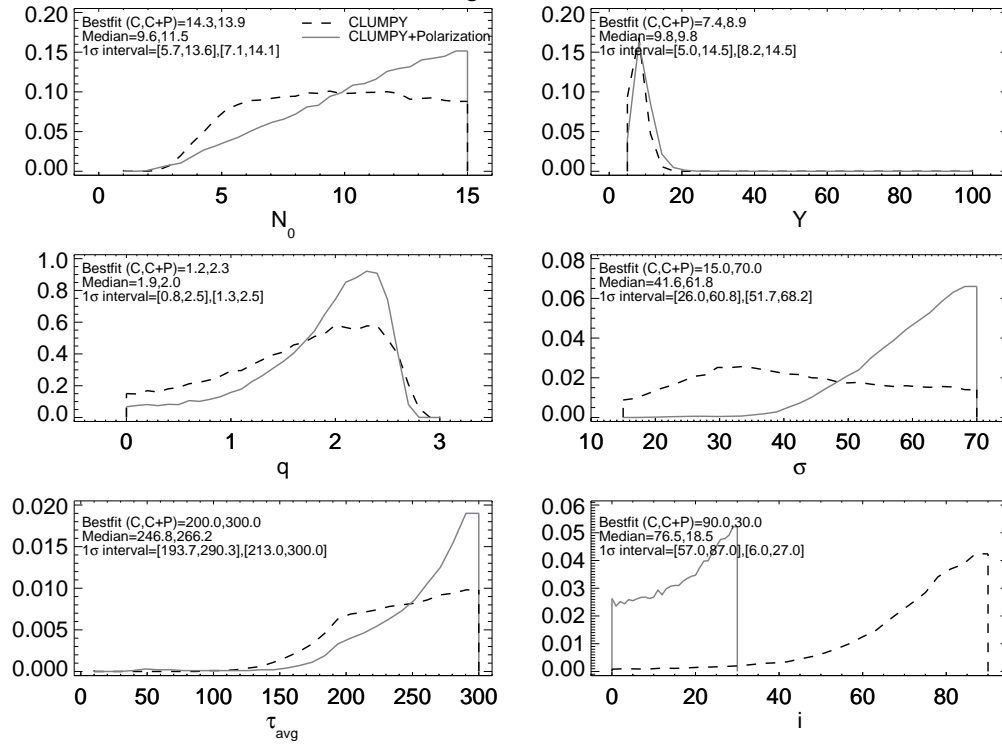 Bestfit (C,C+P)=14.3,13.9
Median=9.6,11.5
1σ interval=[5.7,13.6],[7.1,14.1]
CLUMPY
CLUMPY+Polarization
0.20
0.15
0.10
0.05
0.00
0 5 10 15
N_0
Bestfit (C,C+P)=7.4,8.9
Median=9.8,9.8
1σ interval=[5.0,14.5],[8.2,14.5]
0.20
0.15
0.10
0.05
0.00
0 20 40 60 80 100
Y
Bestfit (C,C+P)=1.2,2.3
Median=1.9,2.0
1σ interval=[0.8,2.5],[1.3,2.5]
1.0
0.8
0.6
0.4
0.2
0.0
0 1 2 3
q
Bestfit (C,C+P)=15.0,70.0
Median=41.6,61.8
1σ interval=[26.0,60.8],[51.7,68.2]
0.08
0.06
0.04
0.02
0.00
10 20 30 40 50 60 70
σ
Bestfit (C,C+P)=200.0,300.0
Median=246.8,266.2
1σ interval=[193.7,290.3],[213.0,300.0]
0.020
0.015
0.010
0.005
0.000
0 50 100 150 200 250 300
τ_avg
Bestfit (C,C+P)=90.0,30.0
Median=76.5,18.5
1σ interval=[57.0,87.0],[6.0,27.0]
0.06
0.05
0.04
0.03
0.02
0.01
0.00
0 20 40 60 80
i